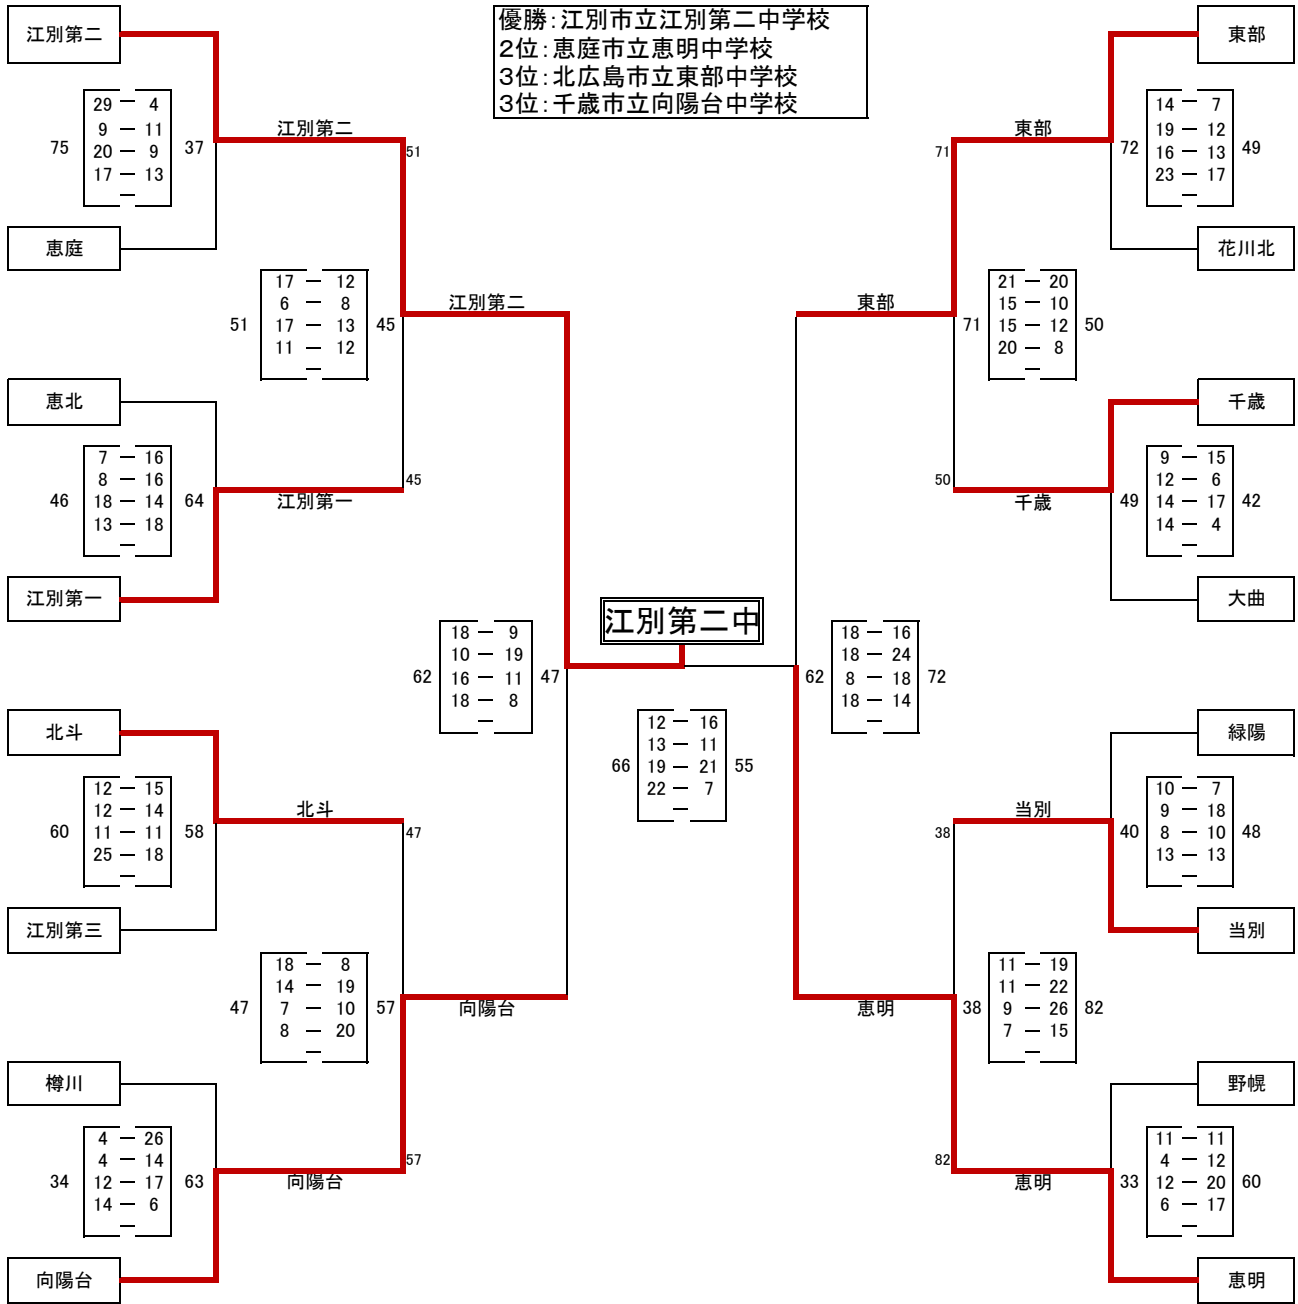 優勝：江別市立江別第二中学校
2位：恵庭市立恵明中学校
3位：北広島市立東部中学校
3位：千歳市立向陽台中学校
江別第二
29 － 4
9 － 11
75 20 － 9 37
17 － 13
－
恵庭
江別第二
51
17 － 12
6 － 8
51 17 － 13 45
11 － 12
－
江別第二
恵北
7 － 16
8 － 16
46 18 － 14 64
13 － 18
－
江別第一
江別第一
45
18 － 9
10 － 19
62 16 － 11 47
18 － 8
－
北斗
12 － 15
12 － 14
60 11 － 11 58
25 － 18
－
江別第三
北斗
47
18 － 8
14 － 19
47 7 － 10 57
8 － 20
－
向陽台
樽川
4 － 26
4 － 14
34 12 － 17 63
14 － 6
－
向陽台
向陽台
57
江別第二中
12 － 16
13 － 11
66 19 － 21 55
22 － 7
－
東部
14 － 7
19 － 12
72 16 － 13 49
23 － 17
－
花川北
東部
71
21 － 20
15 － 10
71 15 － 12 50
20 － 8
－
東部
千歳
9 － 15
12 － 6
49 14 － 17 42
14 － 4
－
大曲
千歳
50
18 － 16
18 － 24
62 8 － 18 72
18 － 14
－
緑陽
10 － 7
9 － 18
40 8 － 10 48
13 － 13
－
当別
当別
38
11 － 19
11 － 22
38 9 － 26 82
7 － 15
－
恵明
野幌
11 － 11
4 － 12
33 12 － 20 60
6 － 17
－
恵明
恵明
82